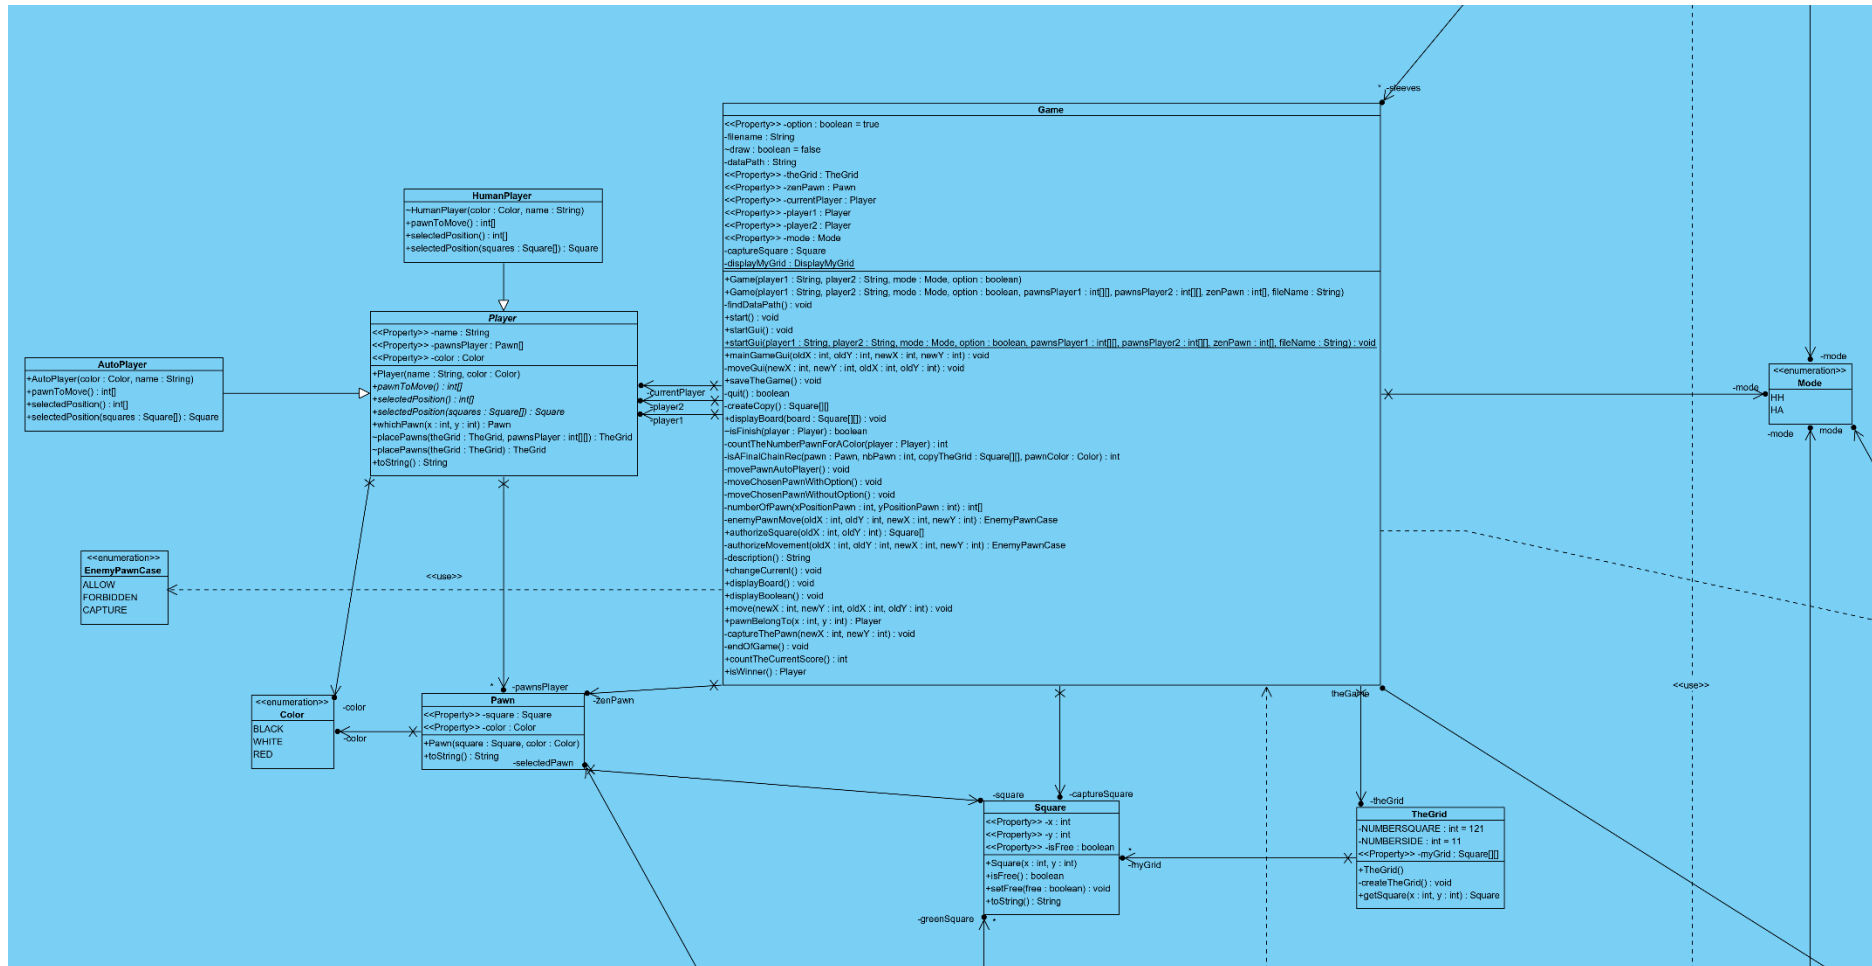 * -sleeves
Game
<<Property>> -option : boolean = true
-filename : String
~draw : boolean = false
-dataPath : String
<<Property>> -theGrid : TheGrid
<<Property>> -zenPawn : Pawn
<<Property>> -currentPlayer : Player
<<Property>> -player1 : Player
<<Property>> -player2 : Player
<<Property>> -mode : Mode
-captureSquare : Square
-displayMyGrid : DisplayMyGrid
+Game(player1 : String, player2 : String, mode : Mode, option : boolean)
+Game(player1 : String, player2 : String, mode : Mode, option : boolean, pawnsPlayer1 : int[][], pawnsPlayer2 : int[][], zenPawn : int[], fileName : String)
-findDataPath() : void
+start() : void
+startGui() : void
+startGui(player1 : String, player2 : String, mode : Mode, option : boolean, pawnsPlayer1 : int[][], pawnsPlayer2 : int[][], zenPawn : int[], fileName : String) : void
+mainGameGui(oldX : int, oldY : int, newX : int, newY : int) : void
-moveGui(newX : int, newY : int, oldX : int, oldY : int) : void
+saveTheGame() : void
-quit() : boolean
-createCopy() : Square[][]
+displayBoard(board : Square[][]) : void
~isFinish(player : Player) : boolean
-countTheNumberPawnForAColor(player : Player) : int
-isAFinalChainRec(pawn : Pawn, nbPawn : int, copyTheGrid : Square[][], pawnColor : Color) : int
-movePawnAutoPlayer() : void
-moveChosenPawnWithOption() : void
-moveChosenPawnWithoutOption() : void
-numberOfPawn(xPositionPawn : int, yPositionPawn : int) : int[]
-enemyPawnMove(oldX : int, oldY : int, newX : int, newY : int) : EnemyPawnCase
+authorizeSquare(oldX : int, oldY : int) : Square[]
-authorizeMovement(oldX : int, oldY : int, newX : int, newY : int) : EnemyPawnCase
-description() : String
+changeCurrent() : void
+displayBoard() : void
+displayBoolean() : void
+move(newX : int, newY : int, oldX : int, oldY : int) : void
+pawnBelongTo(x : int, y : int) : Player
-captureThePawn(newX : int, newY : int) : void
-endOfGame() : void
+countTheCurrentScore() : int
+isWinner() : Player
HumanPlayer
~HumanPlayer(color : Color, name : String)
+pawnToMove() : int[]
+selectedPosition() : int[]
+selectedPosition(squares : Square[]) : Square
Player
<<Property>> -name : String
<<Property>> -pawnsPlayer : Pawn[]
<<Property>> -color : Color
+Player(name : String, color : Color)
+pawnToMove() : int[]
+selectedPosition() : int[]
+selectedPosition(squares : Square[]) : Square
+whichPawn(x : int, y : int) : Pawn
~placePawns(theGrid : TheGrid, pawnsPlayer : int[][]) : TheGrid
~placePawns(theGrid : TheGrid) : TheGrid
+toString() : String
-currentPlayer
-player2
-player1
AutoPlayer
+AutoPlayer(color : Color, name : String)
+pawnToMove() : int[]
+selectedPosition() : int[]
+selectedPosition(squares : Square[]) : Square
-mode
<<enumeration>>
Mode
HH
HA
-mode
-mode
mode
<<enumeration>>
EnemyPawnCase
ALLOW
FORBIDDEN
CAPTURE
<<use>>
<<use>>
<<enumeration>>
Color
BLACK
WHITE
RED
-color
-color
* -pawnsPlayer
Pawn
<<Property>> -square : Square
<<Property>> -color : Color
+Pawn(square : Square, color : Color)
+toString() : String
-selectedPawn
-zenPawn
theGame
-square
-captureSquare
Square
<<Property>> -x : int
<<Property>> -y : int
<<Property>> -isFree : boolean
+Square(x : int, y : int)
+isFree() : boolean
+setFree(free : boolean) : void
+toString() : String
-greenSquare *
*
-myGrid
-theGrid
TheGrid
-NUMBERSQUARE : int = 121
-NUMBERSIDE : int = 11
<<Property>> -myGrid : Square[][]
+TheGrid()
-createTheGrid() : void
+getSquare(x : int, y : int) : Square